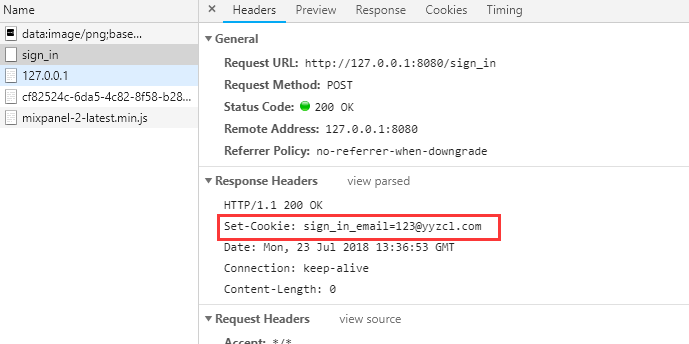 Name
data:image/png;base...
sign_in
127.0.0.1
cf82524c-6da5-4c82-8f58-b28...
mixpanel-2-latest.min.js
× Headers Preview Response Cookies Timing
▼ General
Request URL: http://127.0.0.1:8080/sign_in
Request Method: POST
Status Code: 200 OK
Remote Address: 127.0.0.1:8080
Referrer Policy: no-referrer-when-downgrade
▼ Response Headers view parsed
HTTP/1.1 200 OK
Set-Cookie: sign_in_email=123@yyzcl.com
Date: Mon, 23 Jul 2018 13:36:53 GMT
Connection: keep-alive
Content-Length: 0
▼ Request Headers view source
Accept: */*